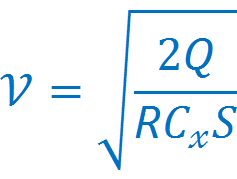 𝒱 = √(2Q / (RCₓS))